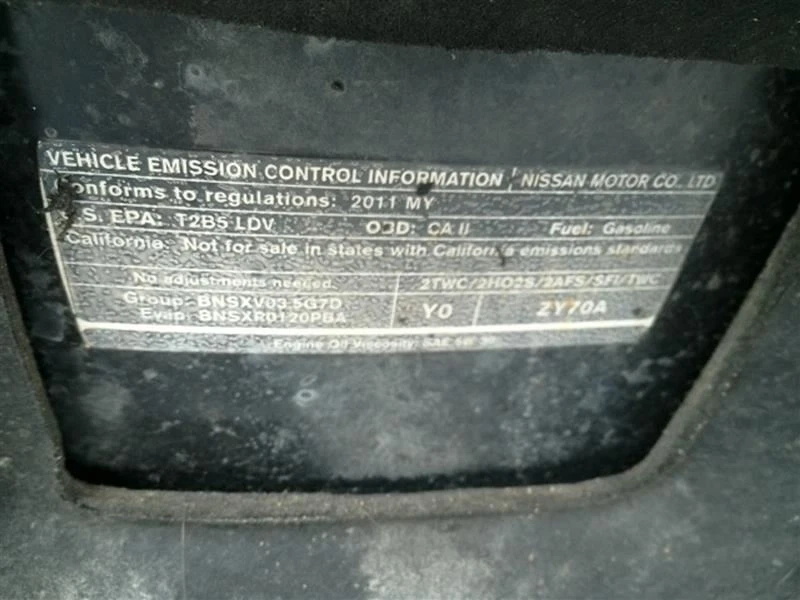 VEHICLE EMISSION CONTROL INFORMATION NISSAN MOTOR CO., LTD
Conforms to regulations: 2011 MY
U.S. EPA: T2B5 LDV OBD: CA II Fuel: Gasoline
California: Not for sale in states with California emissions standards
No adjustments needed. 2TWC/2HO2S/2AFS/SFI/TWC
Group: BNSXV03.5G7D Y0 ZY70A
Evap: BNSXR0120PBA
Engine Oil Viscosity: SAE 5W-30